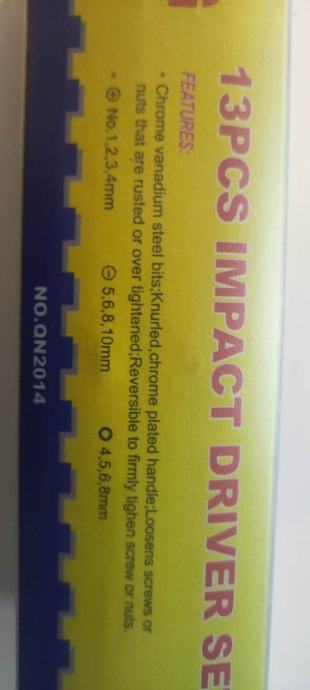 13PCS IMPACT DRIVER SE
FEATURES:
• Chrome vanadium steel bits;Knurled,chrome plated handle;Loosens screws or
nuts that are rusted or over tightened;Reversible to firmly tighen screw or nuts.
• ⊕ No.1,2,3,4mm ⊖ 5,6,8,10mm O 4,5,6,8mm
NO.QN2014